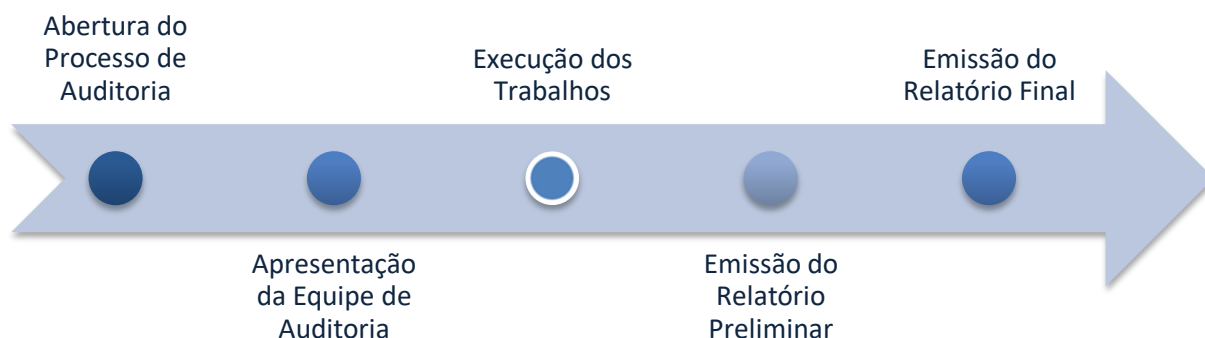 Abertura do
Processo de
Auditoria
Apresentação
da Equipe de
Auditoria
Execução dos
Trabalhos
Emissão do
Relatório
Preliminar
Emissão do
Relatório Final